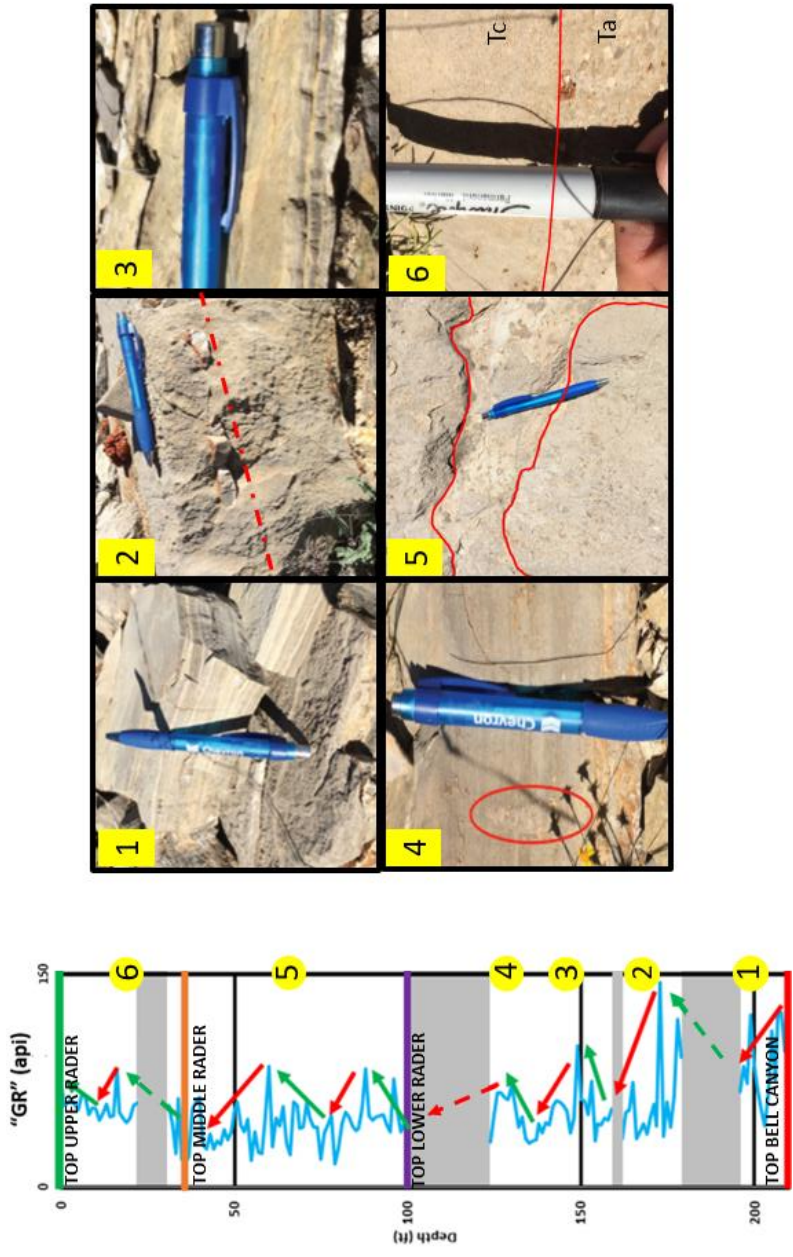 "GR" (api)
0
150
Depth (ft)
0
50
100
150
200
TOP UPPER RADER
TOP MIDDLE RADER
TOP LOWER RADER
TOP BELL CANYON
6
5
4
3
2
1
1
2
3
4
Chevron
5
6
Tc
Ta
Sharpie